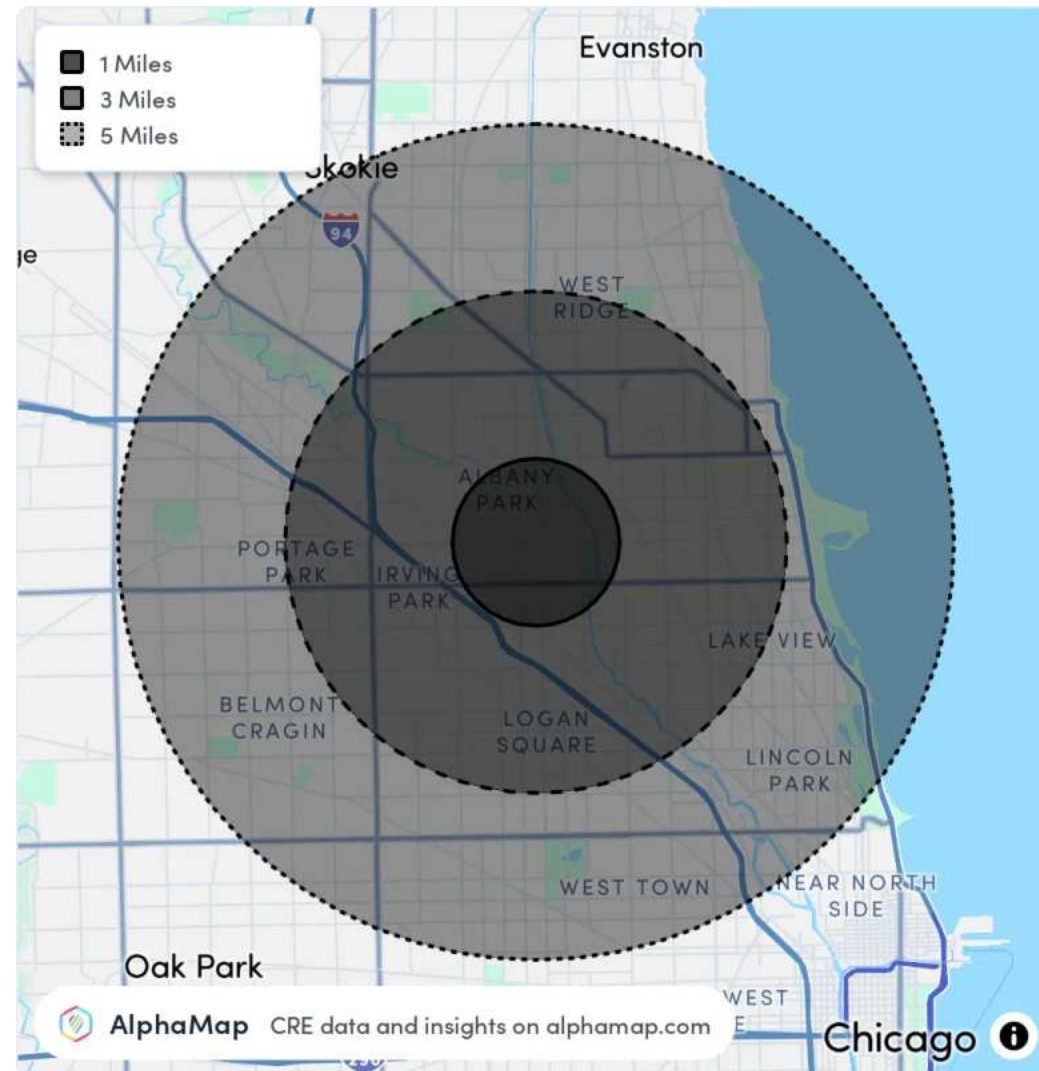 1 Miles
3 Miles
5 Miles
Evanston
Skokie
94
ge
WEST
RIDGE
ALBANY
PARK
PORTAGE
PARK
IRVING
PARK
LAKE VIEW
BELMONT
CRAGIN
LOGAN
SQUARE
LINCOLN
PARK
WEST TOWN
NEAR NORTH
SIDE
Oak Park
WEST
E
AlphaMap CRE data and insights on alphamap.com
Chicago
290